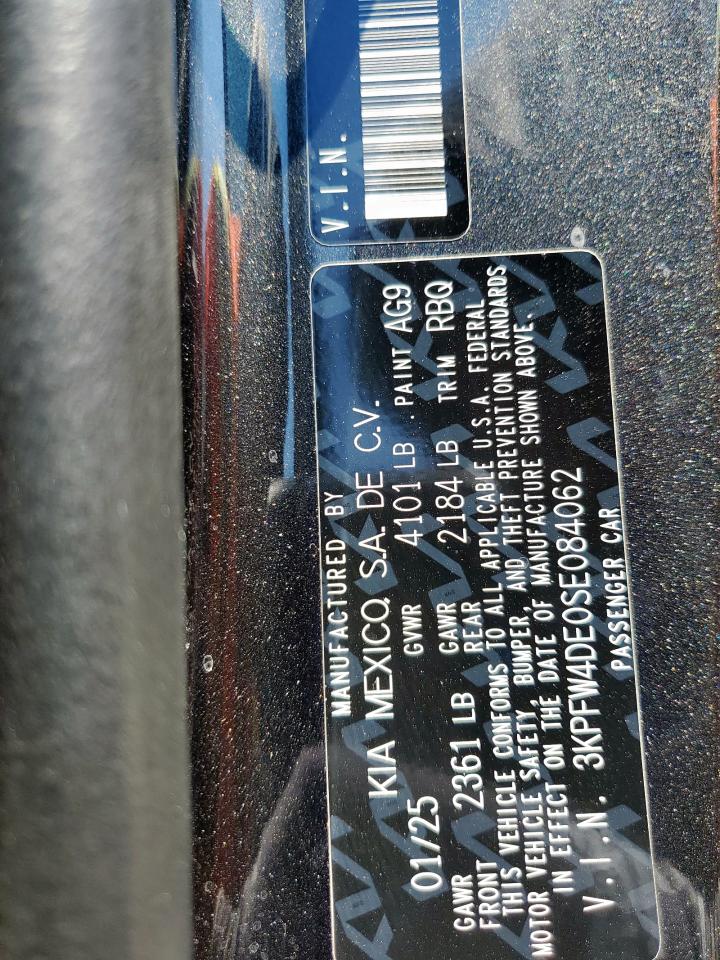 MANUFACTURED BY
KIA MEXICO, S.A. DE C.V.
01/25 GVWR 4101 LB PAINT AG9
GAWR FRONT 2361 LB GAWR REAR 2184 LB TRIM RBQ
THIS VEHICLE CONFORMS TO ALL APPLICABLE U.S.A. FEDERAL
MOTOR VEHICLE SAFETY, BUMPER, AND THEFT PREVENTION STANDARDS
IN EFFECT ON THE DATE OF MANUFACTURE SHOWN ABOVE.
V.I.N. 3KPFW4DE0SE084062
PASSENGER CAR
V.I.N.